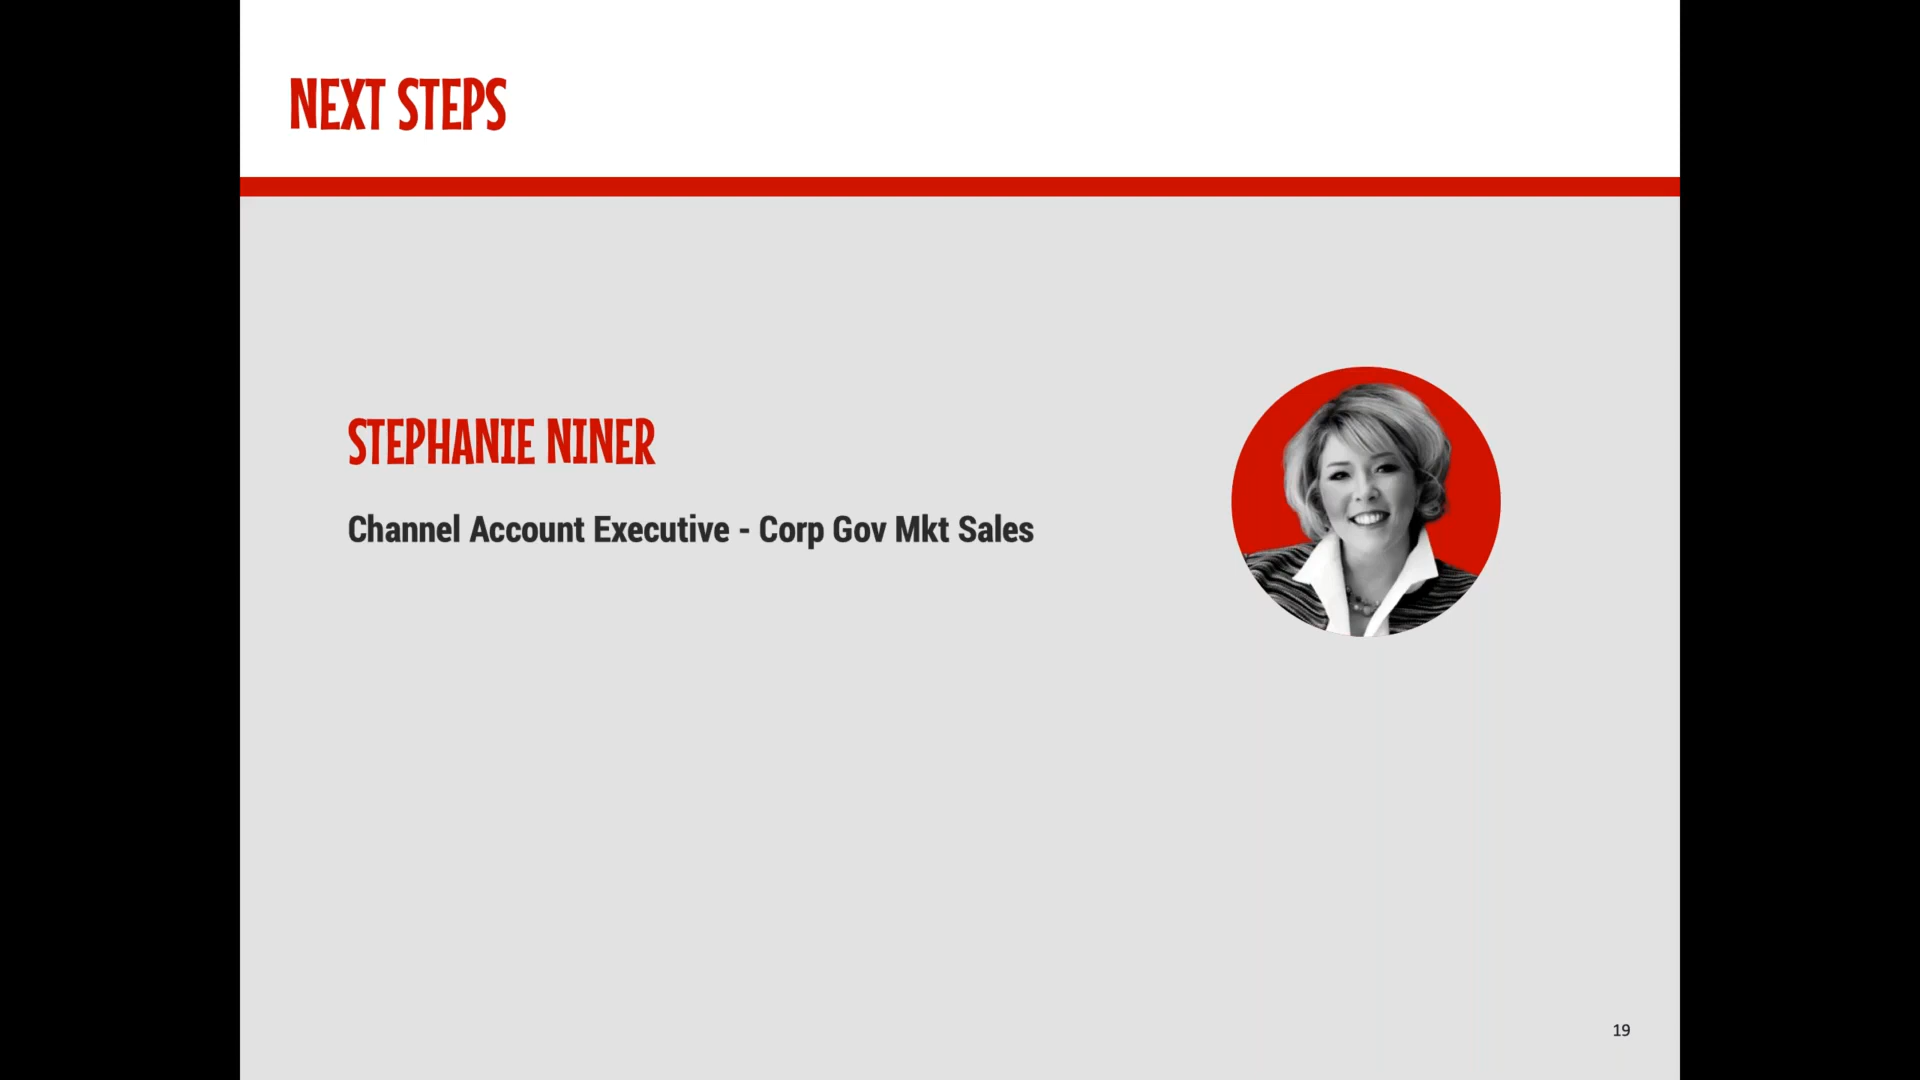 NEXT STEPS
STEPHANIE NINER
Channel Account Executive - Corp Gov Mkt Sales
19